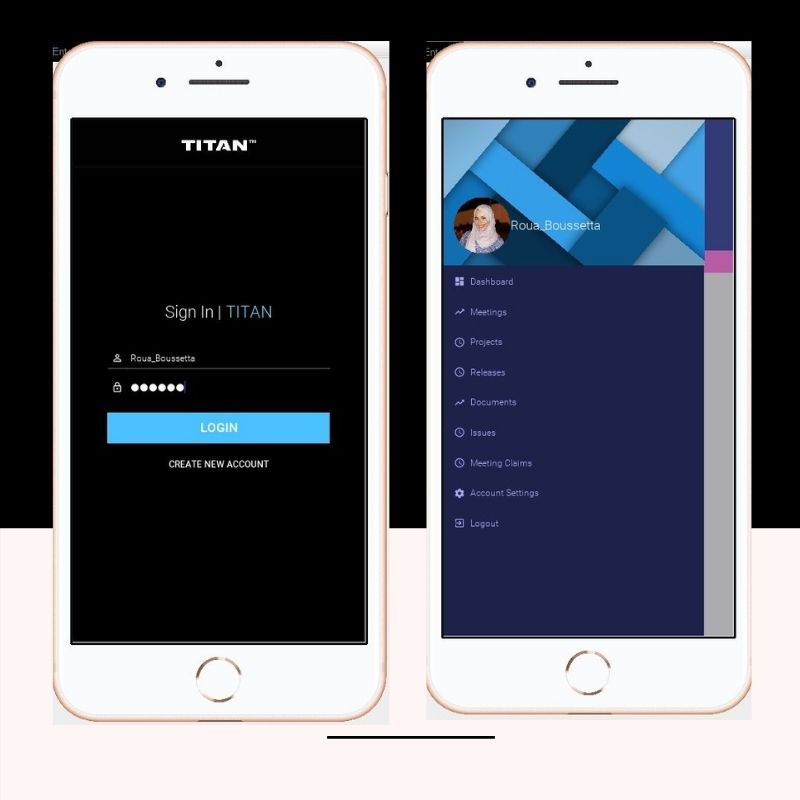 Ent
TITAN™
Sign In | TITAN
Roua_Boussetta
LOGIN
CREATE NEW ACCOUNT
Roua_Boussetta
Dashboard
Meetings
Projects
Releases
Documents
Issues
Meeting Claims
Account Settings
Logout